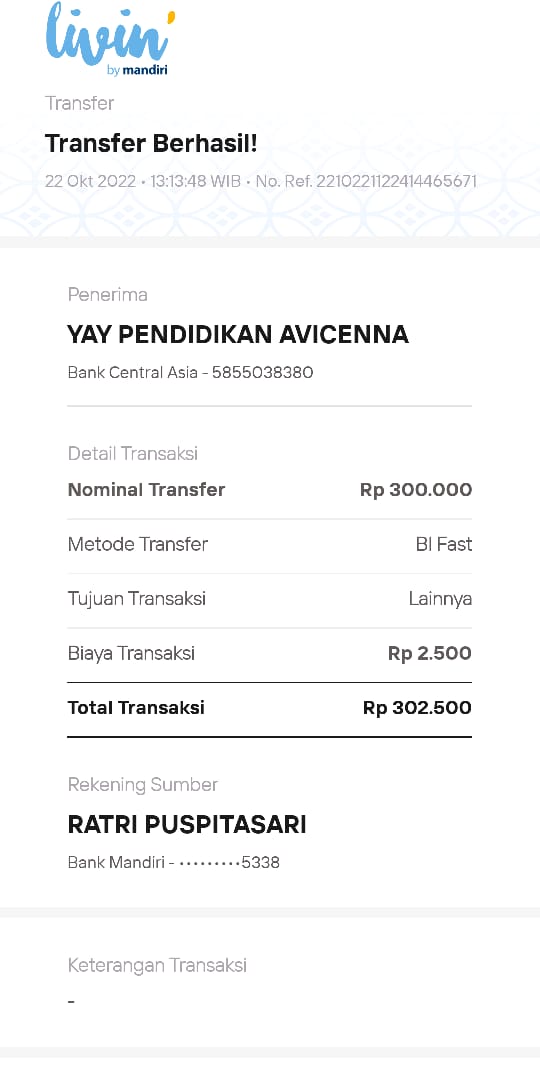 livin'
by mandiri
Transfer
Transfer Berhasil!
22 Okt 2022 • 13:13:48 WIB • No. Ref. 2210221122414465671
Penerima
YAY PENDIDIKAN AVICENNA
Bank Central Asia - 5855038380
Detail Transaksi
Nominal Transfer Rp 300.000
Metode Transfer BI Fast
Tujuan Transaksi Lainnya
Biaya Transaksi Rp 2.500
Total Transaksi Rp 302.500
Rekening Sumber
RATRI PUSPITASARI
Bank Mandiri - •••••••••5338
Keterangan Transaksi
-